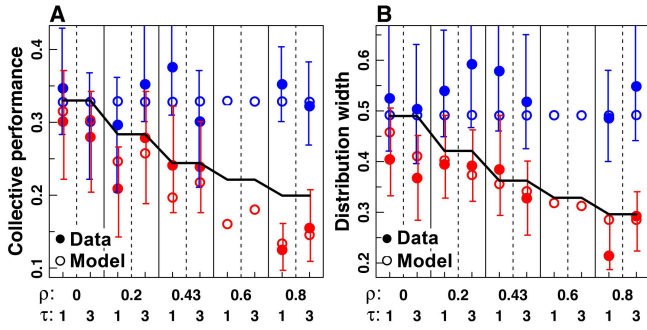 A
Collective performance
0.4
0.3
0.2
0.1
Data
Model
ρ: 0 0.2 0.43 0.6 0.8
τ: 1 3 1 3 1 3 1 3 1 3
B
Distribution width
0.6
0.5
0.4
0.3
0.2
Data
Model
ρ: 0 0.2 0.43 0.6 0.8
τ: 1 3 1 3 1 3 1 3 1 3